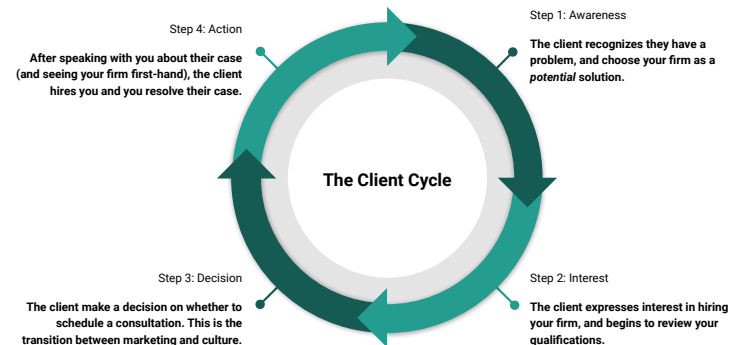 Step 1: Awareness
The client recognizes they have a
problem, and choose your firm as a
potential solution.
Step 2: Interest
The client expresses interest in hiring
your firm, and begins to review your
qualifications.
Step 3: Decision
The client make a decision on whether to
schedule a consultation. This is the
transition between marketing and culture.
Step 4: Action
After speaking with you about their case
(and seeing your firm first-hand), the client
hires you and you resolve their case.
The Client Cycle